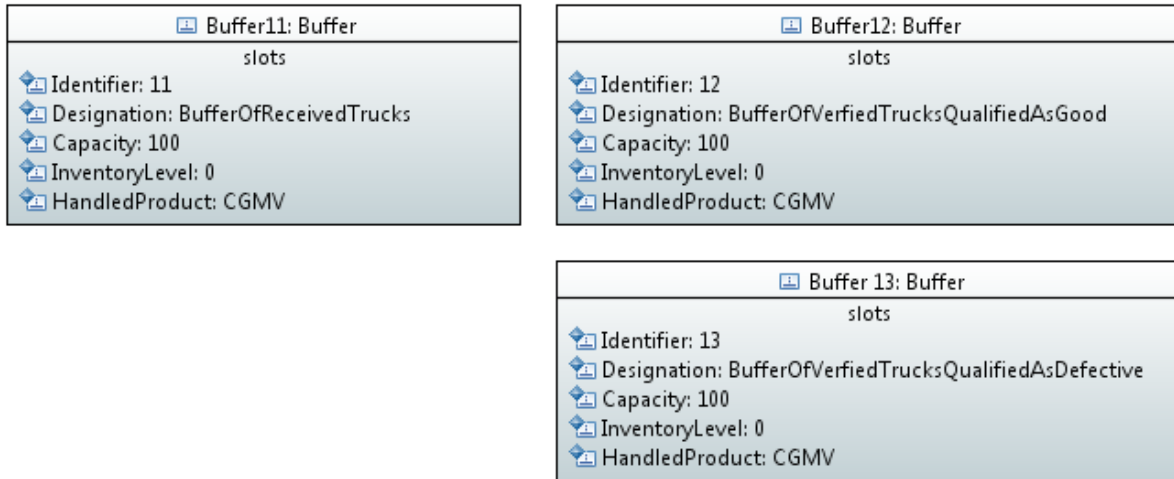 Buffer11: Buffer
slots
Identifier: 11
Designation: BufferOfReceivedTrucks
Capacity: 100
InventoryLevel: 0
HandledProduct: CGMV
Buffer12: Buffer
slots
Identifier: 12
Designation: BufferOfVerfiedTrucksQualifiedAsGood
Capacity: 100
InventoryLevel: 0
HandledProduct: CGMV
Buffer 13: Buffer
slots
Identifier: 13
Designation: BufferOfVerfiedTrucksQualifiedAsDefective
Capacity: 100
InventoryLevel: 0
HandledProduct: CGMV